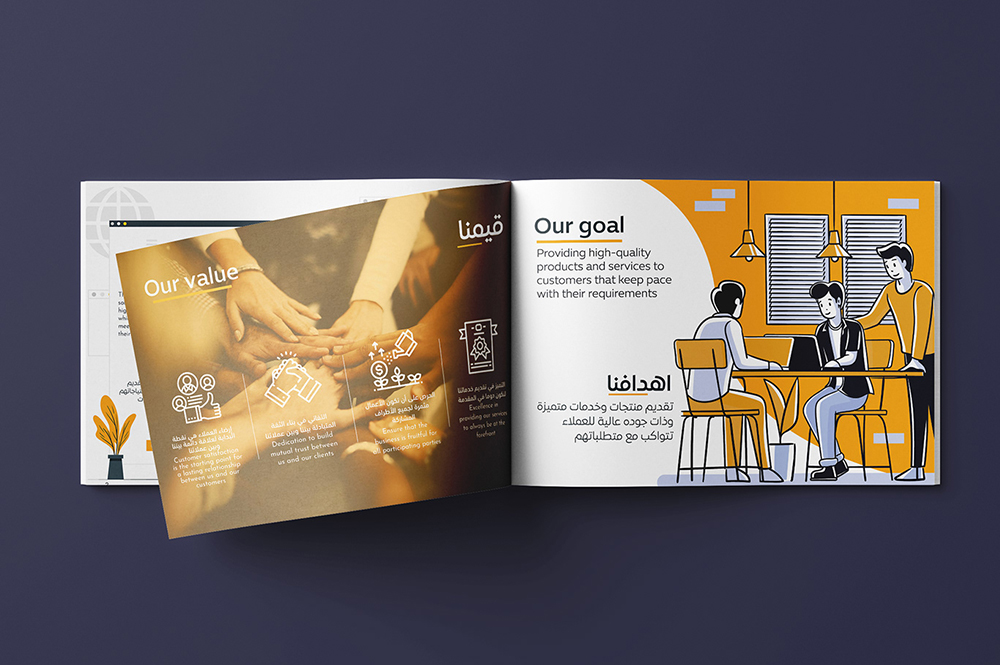 Our value
قيمنا
إرضاء العملاء هي نقطة
البداية لعلاقة دائمة بيننا
وبين عملائنا
Customer satisfaction
is the starting point for
a lasting relationship
between us and our
customers
التفاني في بناء الثقة
المتبادلة بيننا وبين عملائنا
Dedication to build
mutual trust between
us and our clients
الحرص على أن تكون الأعمال
مثمرة لجميع الأطراف
المشاركة
Ensure that the
business is fruitful for
all participating parties
التميز في تقديم خدماتنا
لنكون دوما في المقدمة
Excellence in
providing our services
to always be at the
forefront
Our goal
Providing high-quality
products and services to
customers that keep pace
with their requirements
اهدافنا
تقديم منتجات وخدمات متميزة
وذات جوده عالية للعملاء
تتواكب مع متطلباتهم